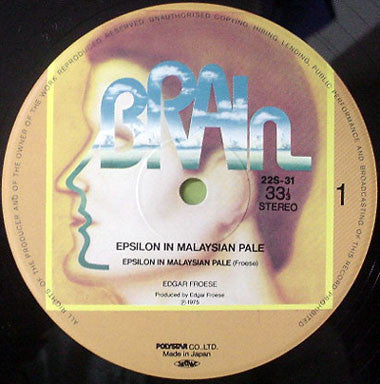 ALL RIGHTS OF THE PRODUCER AND OF THE OWNER OF THE WORK REPRODUCED RESERVED. UNAUTHORISED COPYING, HIRING, LENDING, PUBLIC PERFORMANCE AND BROADCASTING OF THIS RECORD PROHIBITED
BRAIn
22S-31
33⅓
STEREO
1
EPSILON IN MALAYSIAN PALE
EPSILON IN MALAYSIAN PALE (Froese)
EDGAR FROESE
Produced by Edgar Froese
℗1975
POLYSTAR CO.,LTD.
Made in Japan